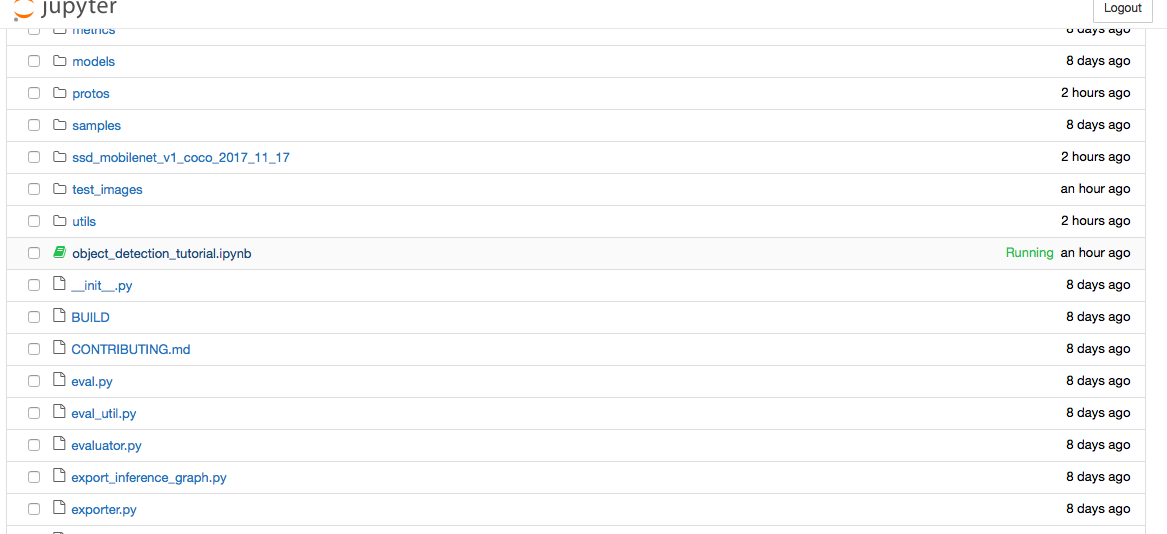 jupyter
Logout
metrics
8 days ago
models
8 days ago
protos
2 hours ago
samples
8 days ago
ssd_mobilenet_v1_coco_2017_11_17
2 hours ago
test_images
an hour ago
utils
2 hours ago
object_detection_tutorial.ipynb
Running an hour ago
__init__.py
8 days ago
BUILD
8 days ago
CONTRIBUTING.md
8 days ago
eval.py
8 days ago
eval_util.py
8 days ago
evaluator.py
8 days ago
export_inference_graph.py
8 days ago
exporter.py
8 days ago